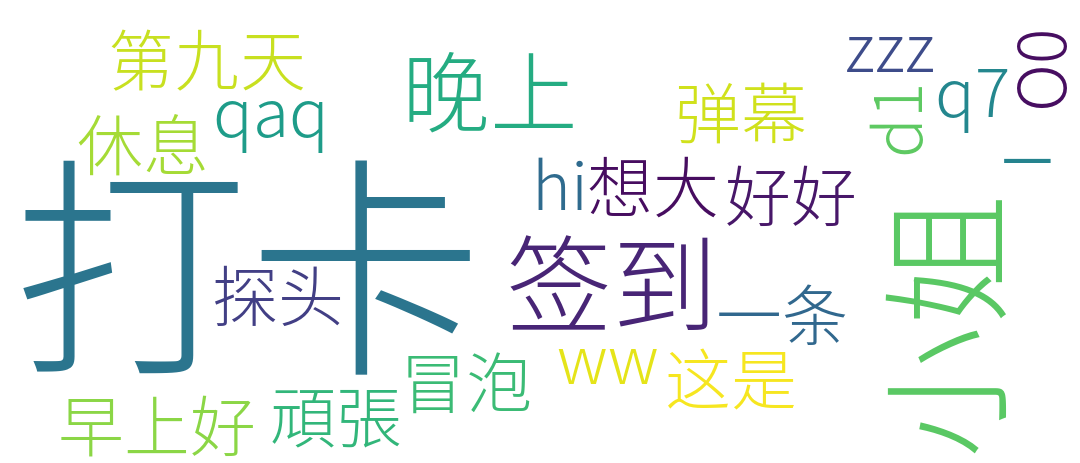 第九天
晚上
zzz
OO
qaq
休息
弹幕
d1
q7
一
打卡
hi
想大
好好
小姐
探头
签到
一条
早上好
頑張
冒泡
ww
这是